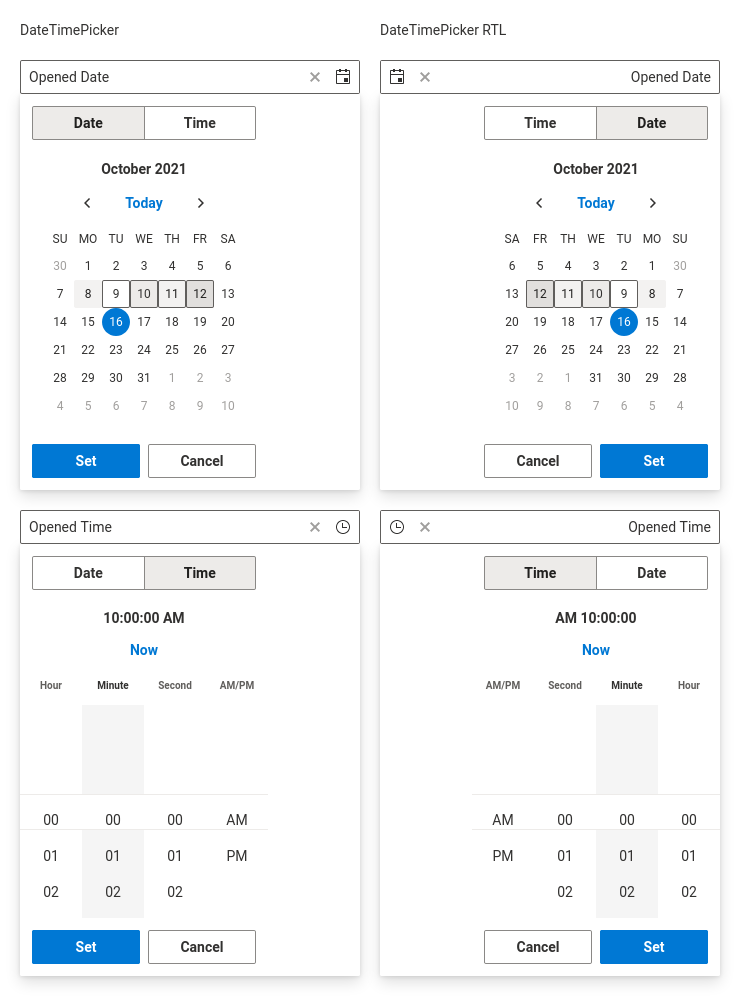 DateTimePicker
Opened Date
Date Time
October 2021
Today
SU MO TU WE TH FR SA
30 1 2 3 4 5 6
7 8 9 10 11 12 13
14 15 16 17 18 19 20
21 22 23 24 25 26 27
28 29 30 31 1 2 3
4 5 6 7 8 9 10
Set Cancel
DateTimePicker RTL
Opened Date
Time Date
October 2021
Today
SA FR TH WE TU MO SU
6 5 4 3 2 1 30
13 12 11 10 9 8 7
20 19 18 17 16 15 14
27 26 25 24 23 22 21
3 2 1 31 30 29 28
10 9 8 7 6 5 4
Cancel Set
Opened Time
Date Time
10:00:00 AM
Now
Hour Minute Second AM/PM
00 00 00 AM
01 01 01 PM
02 02 02
Set Cancel
Opened Time
Time Date
AM 10:00:00
Now
AM/PM Second Minute Hour
AM 00 00 00
PM 01 01 01
02 02 02
Cancel Set